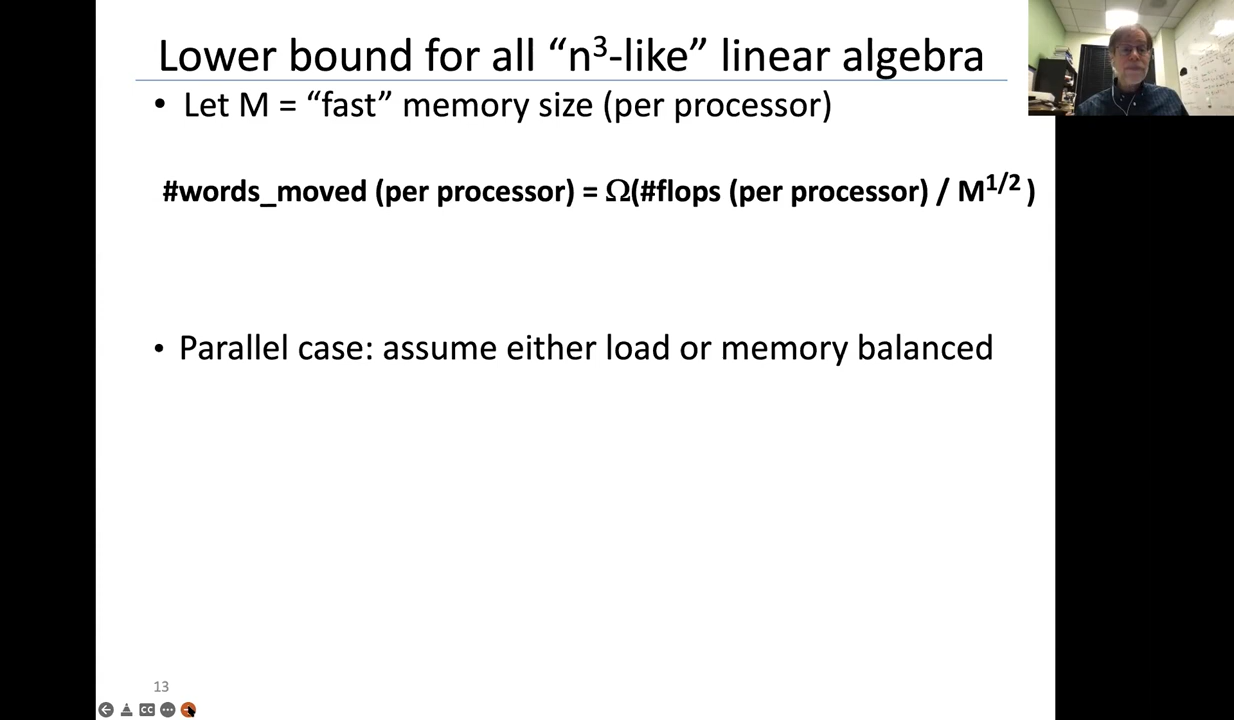 Lower bound for all “n³-like” linear algebra
• Let M = “fast” memory size (per processor)
#words_moved (per processor) = Ω(#flops (per processor) / M^1/2 )
• Parallel case: assume either load or memory balanced
13
CC